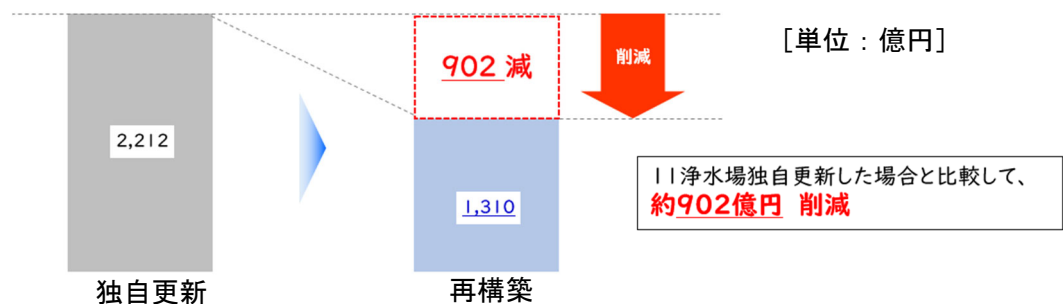 [単位：億円]
902 減
削減
2,212
1,310
11浄水場独自更新した場合と比較して、
約902億円 削減
独自更新
再構築